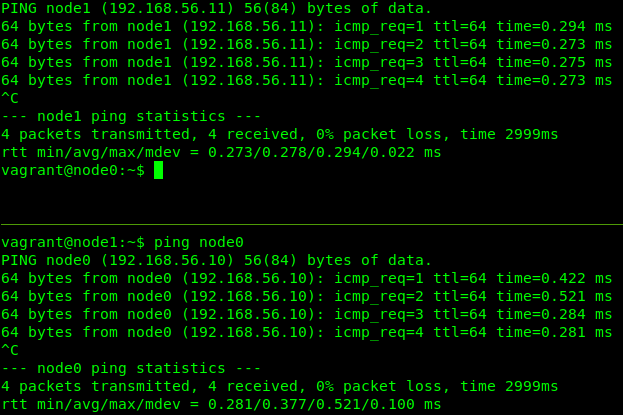 PING node1 (192.168.56.11) 56(84) bytes of data.
64 bytes from node1 (192.168.56.11): icmp_req=1 ttl=64 time=0.294 ms
64 bytes from node1 (192.168.56.11): icmp_req=2 ttl=64 time=0.273 ms
64 bytes from node1 (192.168.56.11): icmp_req=3 ttl=64 time=0.275 ms
64 bytes from node1 (192.168.56.11): icmp_req=4 ttl=64 time=0.273 ms
^C
--- node1 ping statistics ---
4 packets transmitted, 4 received, 0% packet loss, time 2999ms
rtt min/avg/max/mdev = 0.273/0.278/0.294/0.022 ms
vagrant@node0:~$
vagrant@node1:~$ ping node0
PING node0 (192.168.56.10) 56(84) bytes of data.
64 bytes from node0 (192.168.56.10): icmp_req=1 ttl=64 time=0.422 ms
64 bytes from node0 (192.168.56.10): icmp_req=2 ttl=64 time=0.521 ms
64 bytes from node0 (192.168.56.10): icmp_req=3 ttl=64 time=0.284 ms
64 bytes from node0 (192.168.56.10): icmp_req=4 ttl=64 time=0.281 ms
^C
--- node0 ping statistics ---
4 packets transmitted, 4 received, 0% packet loss, time 2999ms
rtt min/avg/max/mdev = 0.281/0.377/0.521/0.100 ms